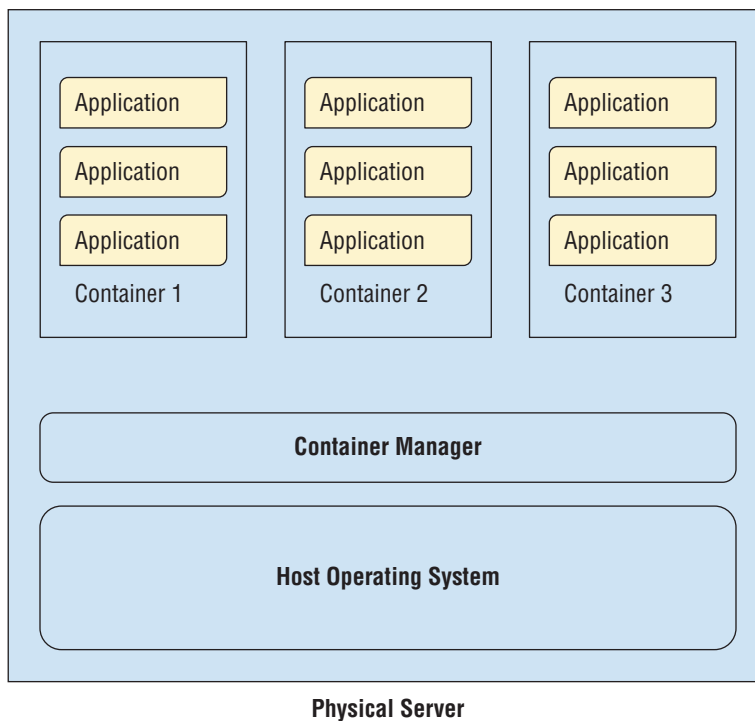 Application
Application
Application
Container 1
Application
Application
Application
Container 2
Application
Application
Application
Container 3
Container Manager
Host Operating System
Physical Server